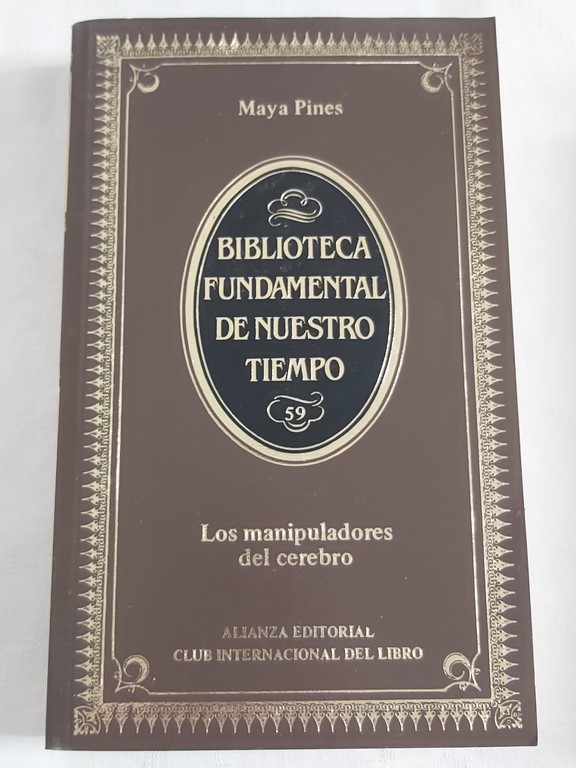 Maya Pines
BIBLIOTECA
FUNDAMENTAL
DE NUESTRO
TIEMPO
59
Los manipuladores
del cerebro
ALIANZA EDITORIAL
CLUB INTERNACIONAL DEL LIBRO